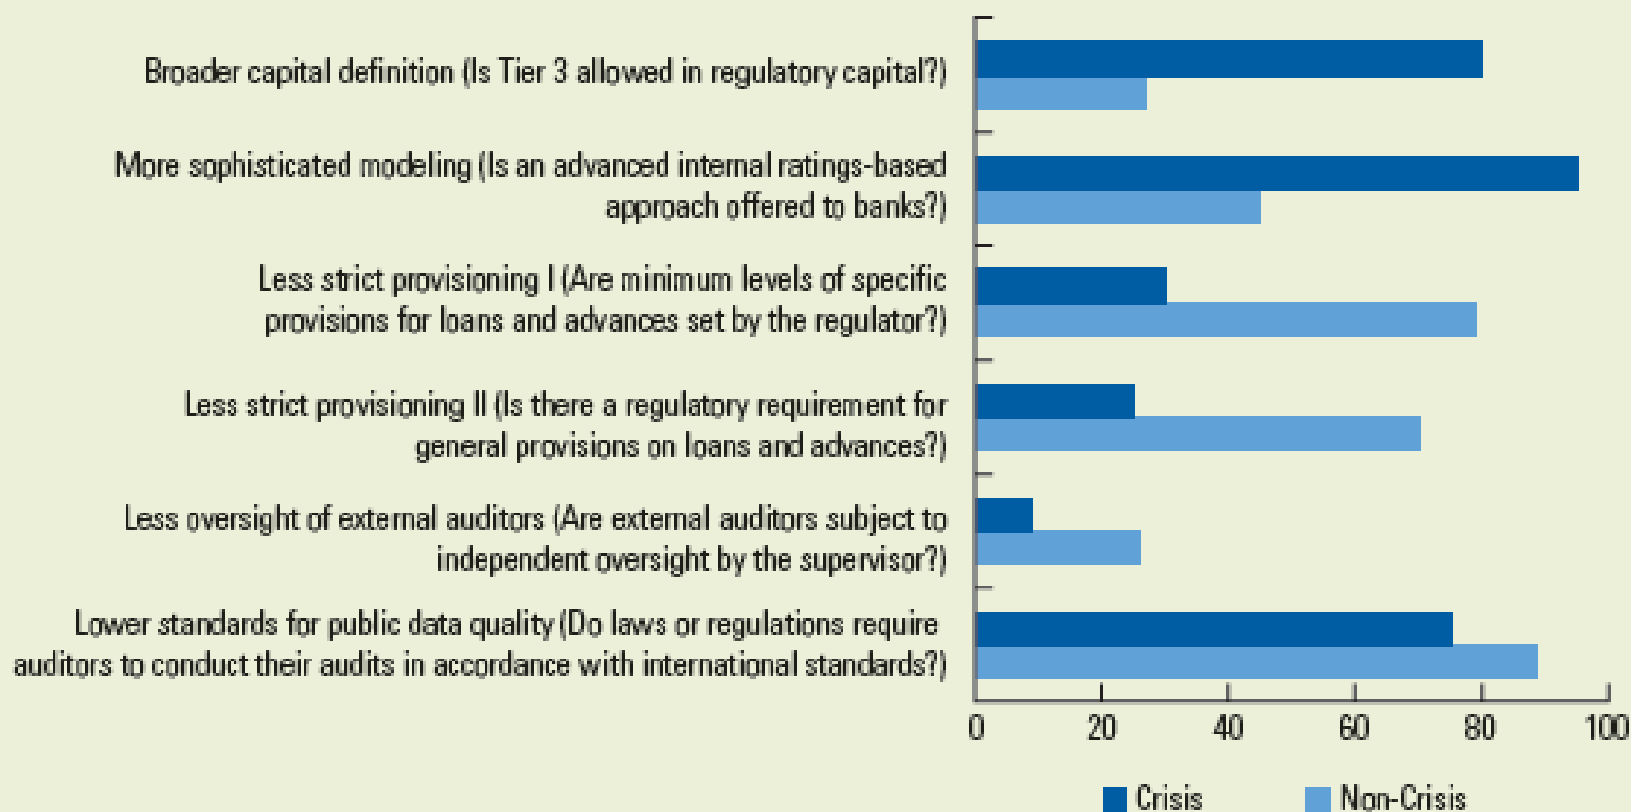 Broader capital definition (Is Tier 3 allowed in regulatory capital?)
More sophisticated modeling (Is an advanced internal ratings-based
approach offered to banks?)
Less strict provisioning I (Are minimum levels of specific
provisions for loans and advances set by the regulator?)
Less strict provisioning II (Is there a regulatory requirement for
general provisions on loans and advances?)
Less oversight of external auditors (Are external auditors subject to
independent oversight by the supervisor?)
Lower standards for public data quality (Do laws or regulations require
auditors to conduct their audits in accordance with international standards?)
0 20 40 60 80 100
Crisis Non-Crisis